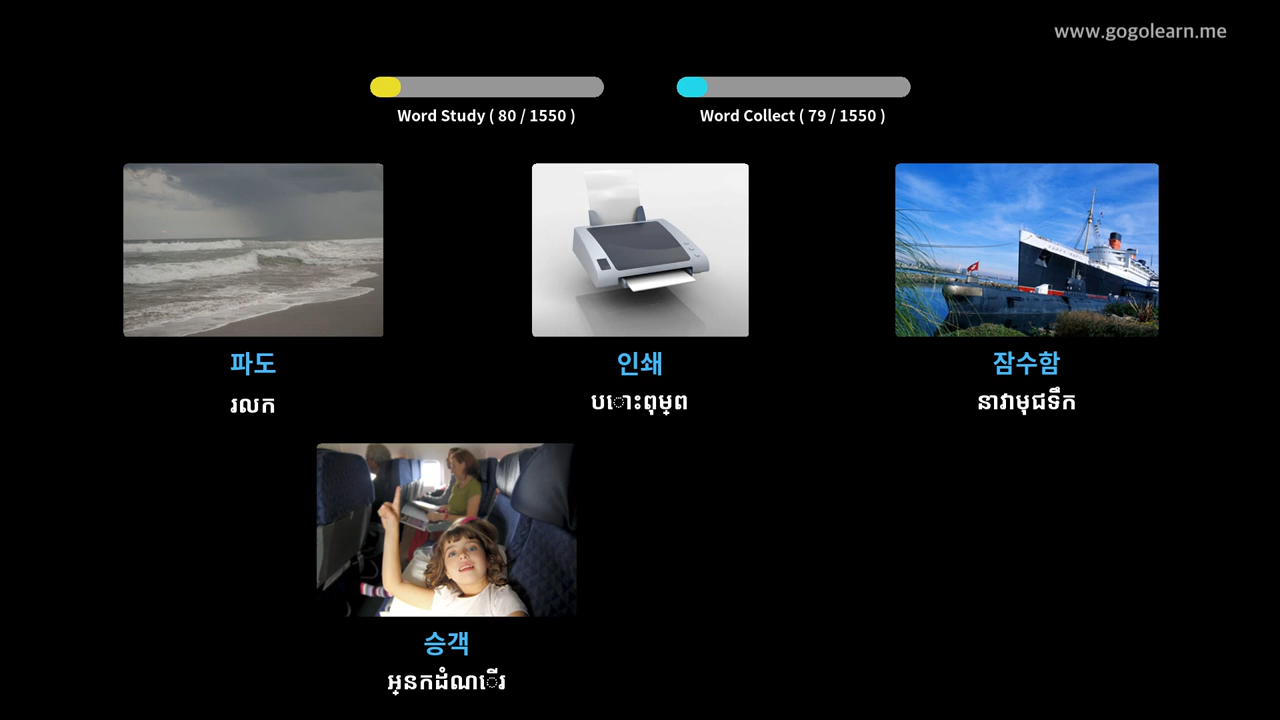 www.gogolearn.me
Word Study ( 80 / 1550 )
Word Collect ( 79 / 1550 )
파도
인쇄
잠수함
រលក
បោះពុម្ព
នាវាមុជទឹក
승객
អ្នកដំណើរ